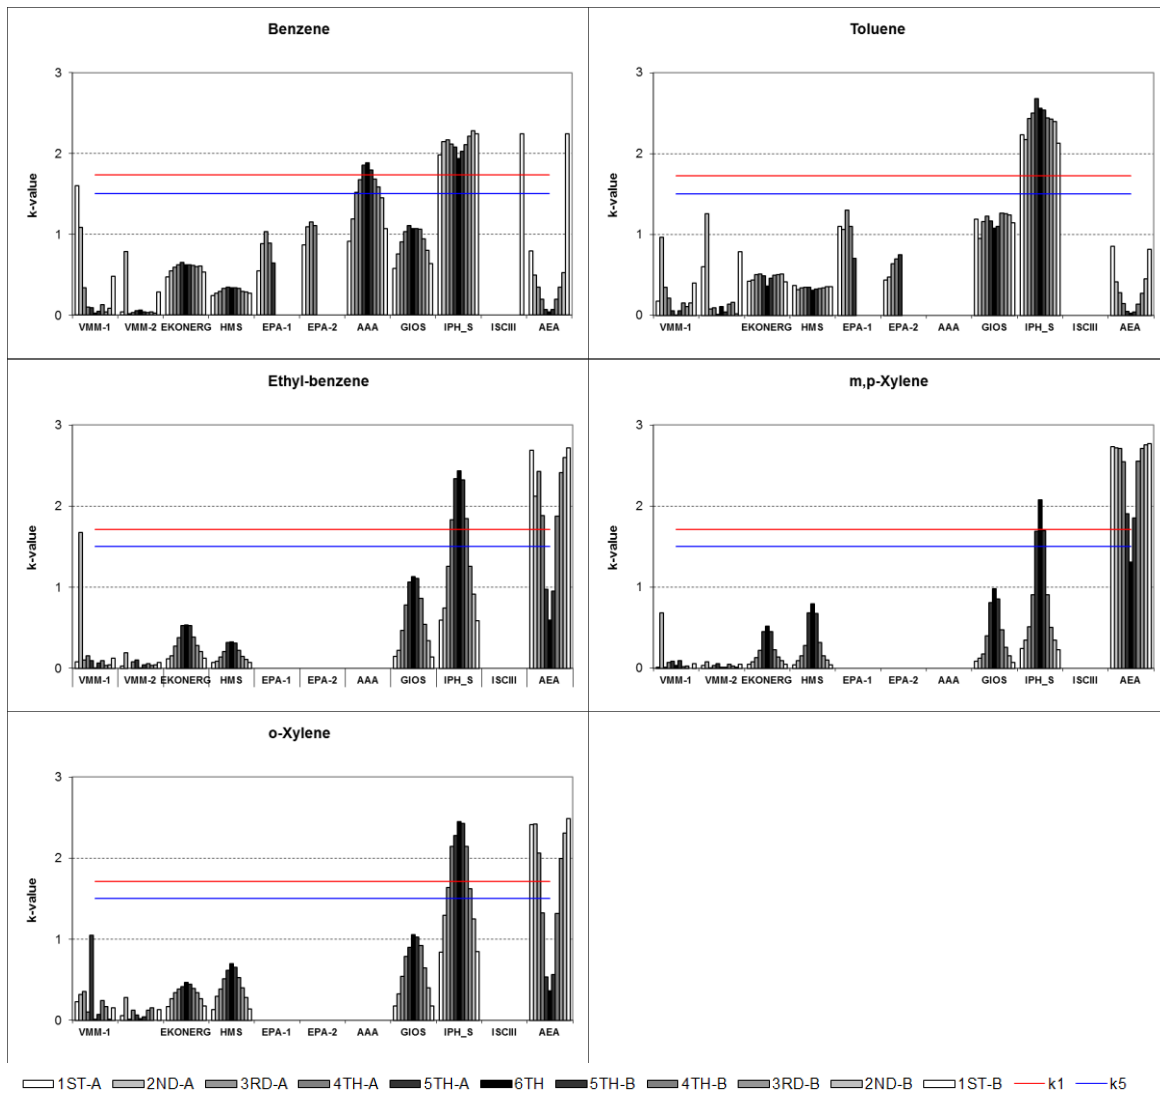 Benzene
3
2
1
0
k-value
VMM-1 VMM-2 EKONERG HMS EPA-1 EPA-2 AAA GIOS IPH_S ISCIII AEA
Toluene
3
2
1
0
k-value
VMM-1 EKONERG HMS EPA-1 EPA-2 AAA GIOS IPH_S ISCIII AEA
Ethyl-benzene
3
2
1
0
k-value
VMM-1 VMM-2 EKONERG HMS EPA-1 EPA-2 AAA GIOS IPH_S ISCIII AEA
m,p-Xylene
3
2
1
0
k-value
VMM-1 VMM-2 EKONERG HMS EPA-1 EPA-2 AAA GIOS IPH_S ISCIII AEA
o-Xylene
3
2
1
0
k-value
VMM-1 EKONERG HMS EPA-1 EPA-2 AAA GIOS IPH_S ISCIII AEA
1ST-A 2ND-A 3RD-A 4TH-A 5TH-A 6TH 5TH-B 4TH-B 3RD-B 2ND-B 1ST-B k1 k5